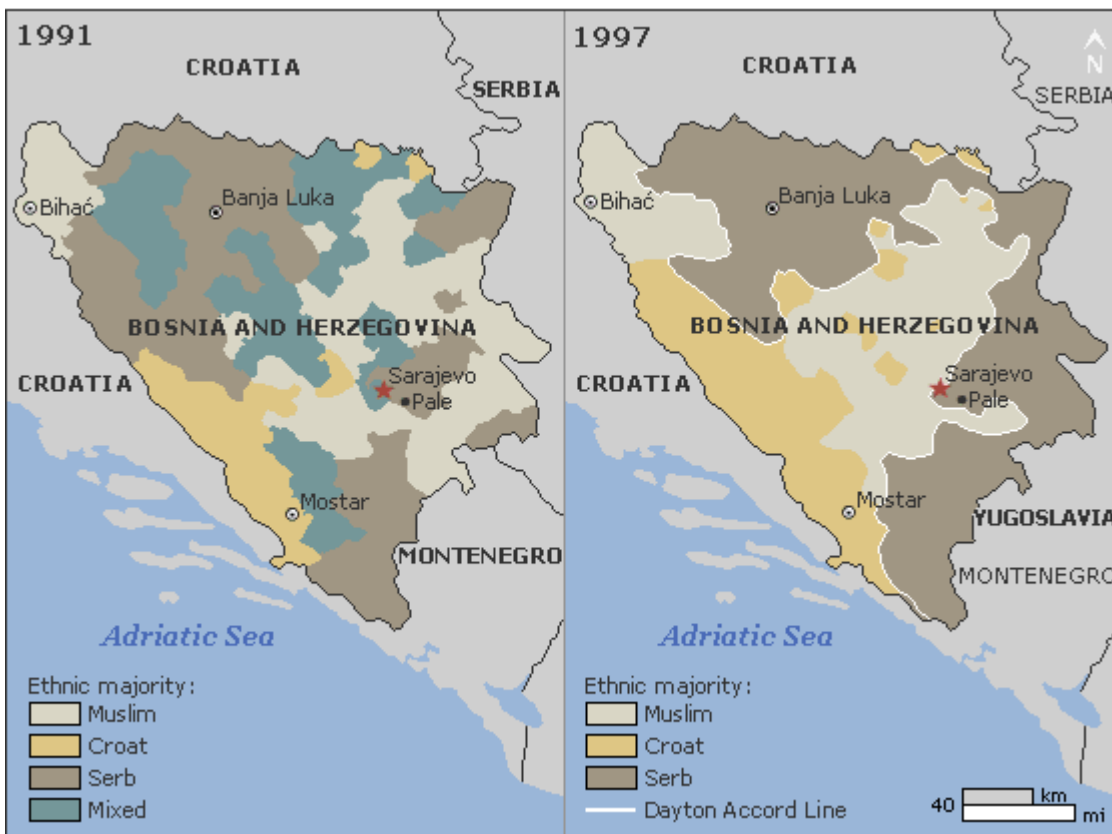 1991
CROATIA
SERBIA
Bihać
Banja Luka
BOSNIA AND HERZEGOVINA
CROATIA
Sarajevo
Pale
Mostar
MONTENEGRO
Adriatic Sea
Ethnic majority:
Muslim
Croat
Serb
Mixed
1997
N
CROATIA
SERBIA
Bihać
Banja Luka
BOSNIA AND HERZEGOVINA
CROATIA
Sarajevo
Pale
Mostar
YUGOSLAVIA
MONTENEGRO
Adriatic Sea
Ethnic majority:
Muslim
Croat
Serb
Dayton Accord Line
40 km
mi